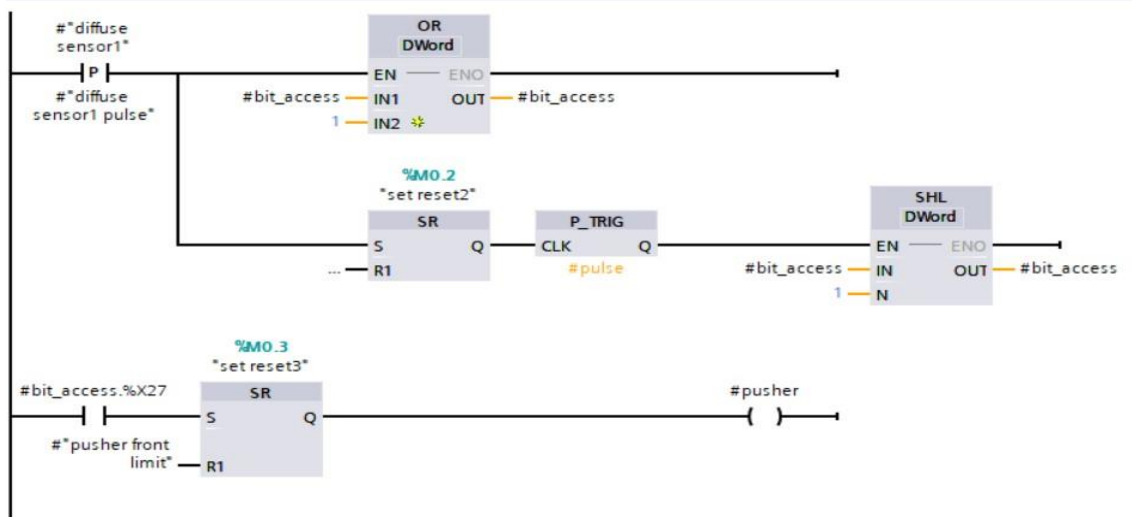 #"diffuse
sensor1"
P
#"diffuse
sensor1 pulse"
OR
DWord
EN ENO
#bit_access IN1 OUT #bit_access
1 IN2
%M0.2
"set reset2"
SR
S Q
... R1
P_TRIG
CLK Q
#pulse
SHL
DWord
EN ENO
#bit_access IN OUT #bit_access
1 N
%M0.3
"set reset3"
#bit_access.%X27
SR
S Q
#"pusher front
limit" R1
#pusher